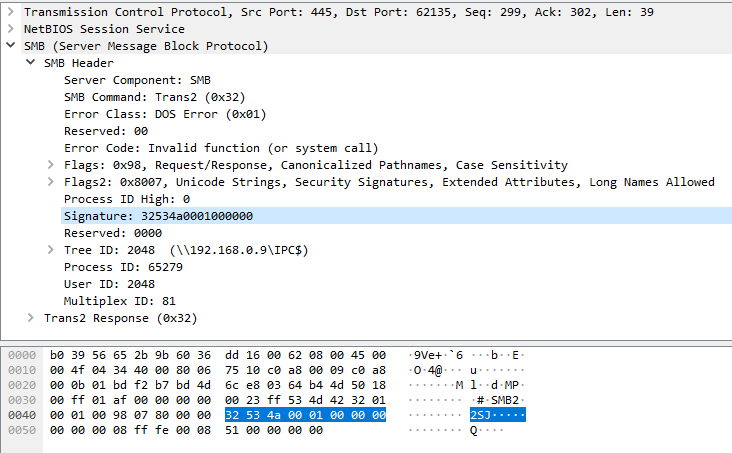 Transmission Control Protocol, Src Port: 445, Dst Port: 62135, Seq: 299, Ack: 302, Len: 39
NetBIOS Session Service
SMB (Server Message Block Protocol)
SMB Header
Server Component: SMB
SMB Command: Trans2 (0x32)
Error Class: DOS Error (0x01)
Reserved: 00
Error Code: Invalid function (or system call)
Flags: 0x98, Request/Response, Canonicalized Pathnames, Case Sensitivity
Flags2: 0x8007, Unicode Strings, Security Signatures, Extended Attributes, Long Names Allowed
Process ID High: 0
Signature: 32534a0001000000
Reserved: 0000
Tree ID: 2048  (\\192.168.0.9\IPC$)
Process ID: 65279
User ID: 2048
Multiplex ID: 81
Trans2 Response (0x32)
0000 b0 39 56 65 2b 9b 60 36 dd 16 00 62 08 00 45 00 ·9Ve+·`6 ···b··E·
0010 00 4f 04 34 40 00 80 06 75 10 c0 a8 00 09 c0 a8 ·O·4@··· u·······
0020 00 0b 01 bd f2 b7 bd 4d 6c e8 03 64 b4 4d 50 18 ·······M l··d·MP·
0030 00 ff 01 af 00 00 00 00 00 23 ff 53 4d 42 32 01 ········ ·#·SMB2·
0040 00 01 00 98 07 80 00 00 32 53 4a 00 01 00 00 00 ········ 2SJ·····
0050 00 00 00 08 ff fe 00 08 51 00 00 00 00 ········ Q····